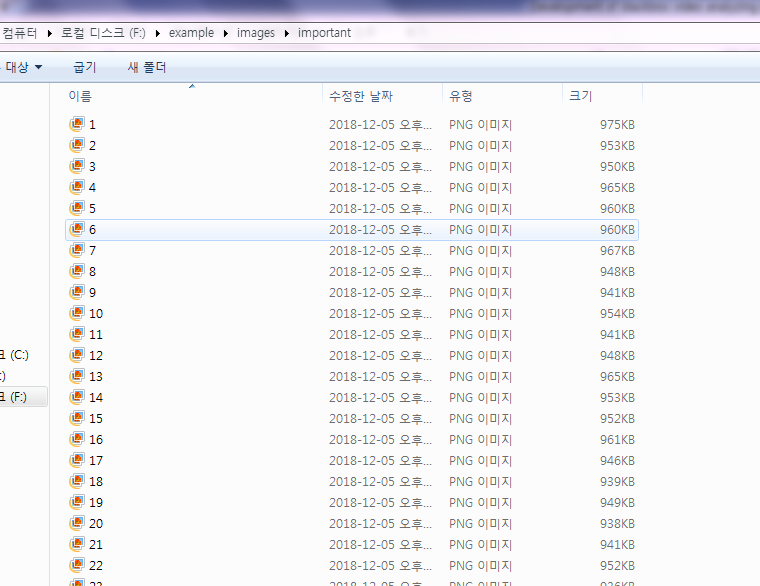 컴퓨터 ▸ 로컬 디스크 (F:) ▸ example ▸ images ▸ important
대상 ▾ 굽기 새 폴더
이름 수정한 날짜 유형 크기
1 2018-12-05 오후... PNG 이미지 975KB
2 2018-12-05 오후... PNG 이미지 953KB
3 2018-12-05 오후... PNG 이미지 950KB
4 2018-12-05 오후... PNG 이미지 965KB
5 2018-12-05 오후... PNG 이미지 960KB
6 2018-12-05 오후... PNG 이미지 960KB
7 2018-12-05 오후... PNG 이미지 967KB
8 2018-12-05 오후... PNG 이미지 948KB
9 2018-12-05 오후... PNG 이미지 941KB
10 2018-12-05 오후... PNG 이미지 954KB
11 2018-12-05 오후... PNG 이미지 941KB
크 (C:) 12 2018-12-05 오후... PNG 이미지 948KB
13 2018-12-05 오후... PNG 이미지 965KB
크 (F:) 14 2018-12-05 오후... PNG 이미지 953KB
15 2018-12-05 오후... PNG 이미지 952KB
16 2018-12-05 오후... PNG 이미지 961KB
17 2018-12-05 오후... PNG 이미지 946KB
18 2018-12-05 오후... PNG 이미지 939KB
19 2018-12-05 오후... PNG 이미지 949KB
20 2018-12-05 오후... PNG 이미지 938KB
21 2018-12-05 오후... PNG 이미지 941KB
22 2018-12-05 오후... PNG 이미지 952KB